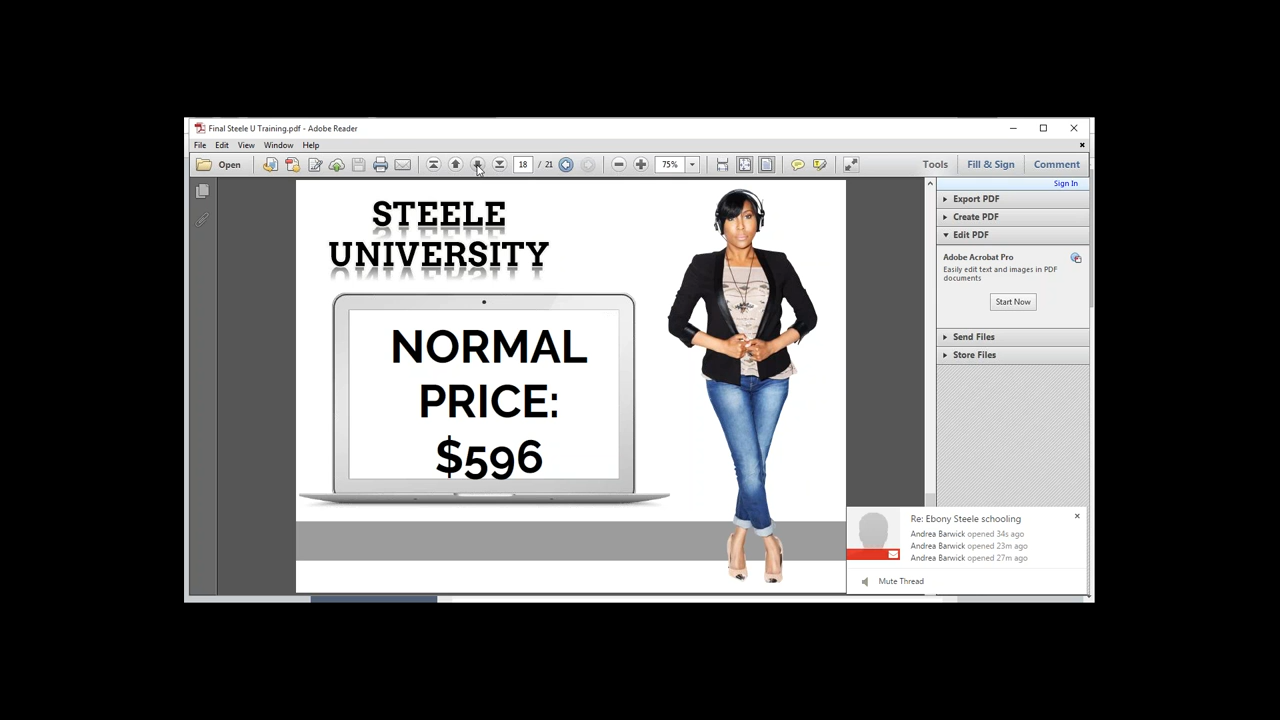 Final Steele U Training.pdf - Adobe Reader
File Edit View Window Help
Open 18 / 21 75% Tools Fill & Sign Comment
Sign In
Export PDF
Create PDF
Edit PDF
Adobe Acrobat Pro
Easily edit text and images in PDF
documents
Start Now
Send Files
Store Files
STEELE
UNIVERSITY
NORMAL
PRICE:
$596
Re: Ebony Steele schooling
Andrea Barwick opened 34s ago
Andrea Barwick opened 23m ago
Andrea Barwick opened 27m ago
Mute Thread